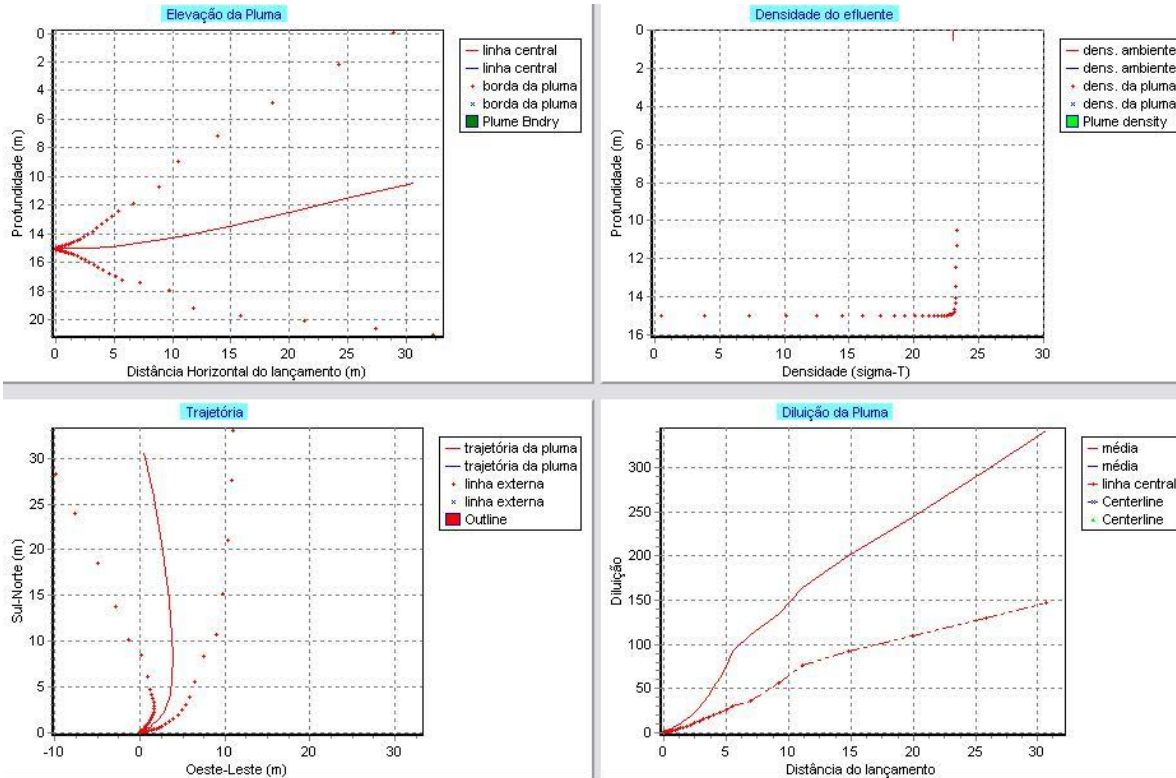 Elevação da Pluma
Profundidade (m)
0
2
4
6
8
10
12
14
16
18
20
0 5 10 15 20 25 30
Distância Horizontal do lançamento (m)
linha central
linha central
borda da pluma
borda da pluma
Plume Bndry
Densidade do efluente
Profundidade (m)
0
2
4
6
8
10
12
14
16
0 5 10 15 20 25 30
Densidade (sigma-T)
dens. ambiente
dens. ambiente
dens. da pluma
dens. da pluma
Plume density
Trajetória
Sul-Norte (m)
30
25
20
15
10
5
0
-10 0 10 20 30
Oeste-Leste (m)
trajetória da pluma
trajetória da pluma
linha externa
linha externa
Outline
Diluição da Pluma
Diluição
300
250
200
150
100
50
0
0 5 10 15 20 25 30
Distância do lançamento
média
média
linha central
Centerline
Centerline